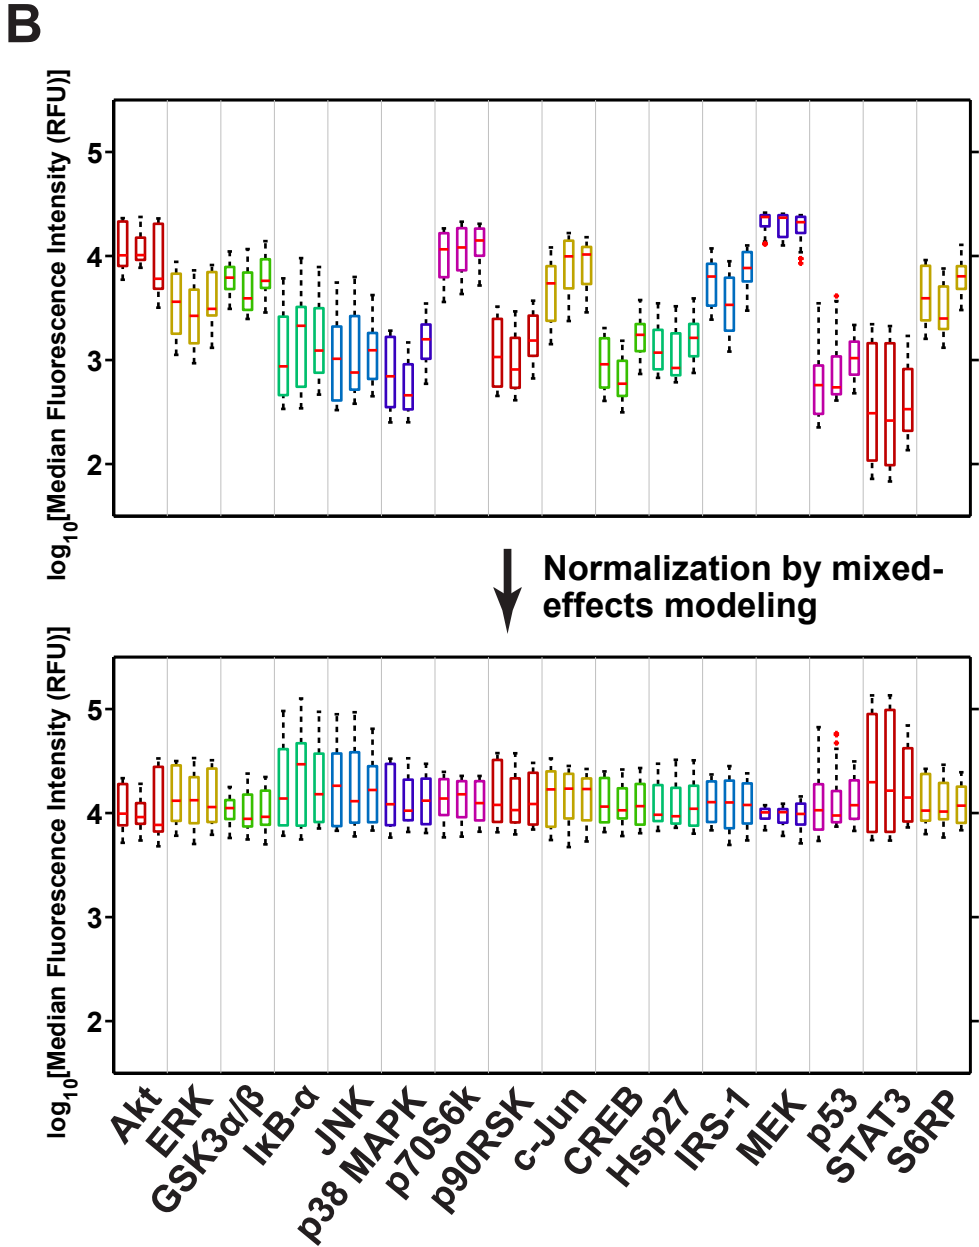 B
log10[Median Fluorescence Intensity (RFU)]
5
4
3
2
Normalization by mixed-
effects modeling
log10[Median Fluorescence Intensity (RFU)]
5
4
3
2
Akt
ERK
GSK3α/β
IκB-α
JNK
p38 MAPK
p70S6k
p90RSK
c-Jun
CREB
Hsp27
IRS-1
MEK
p53
STAT3
S6RP